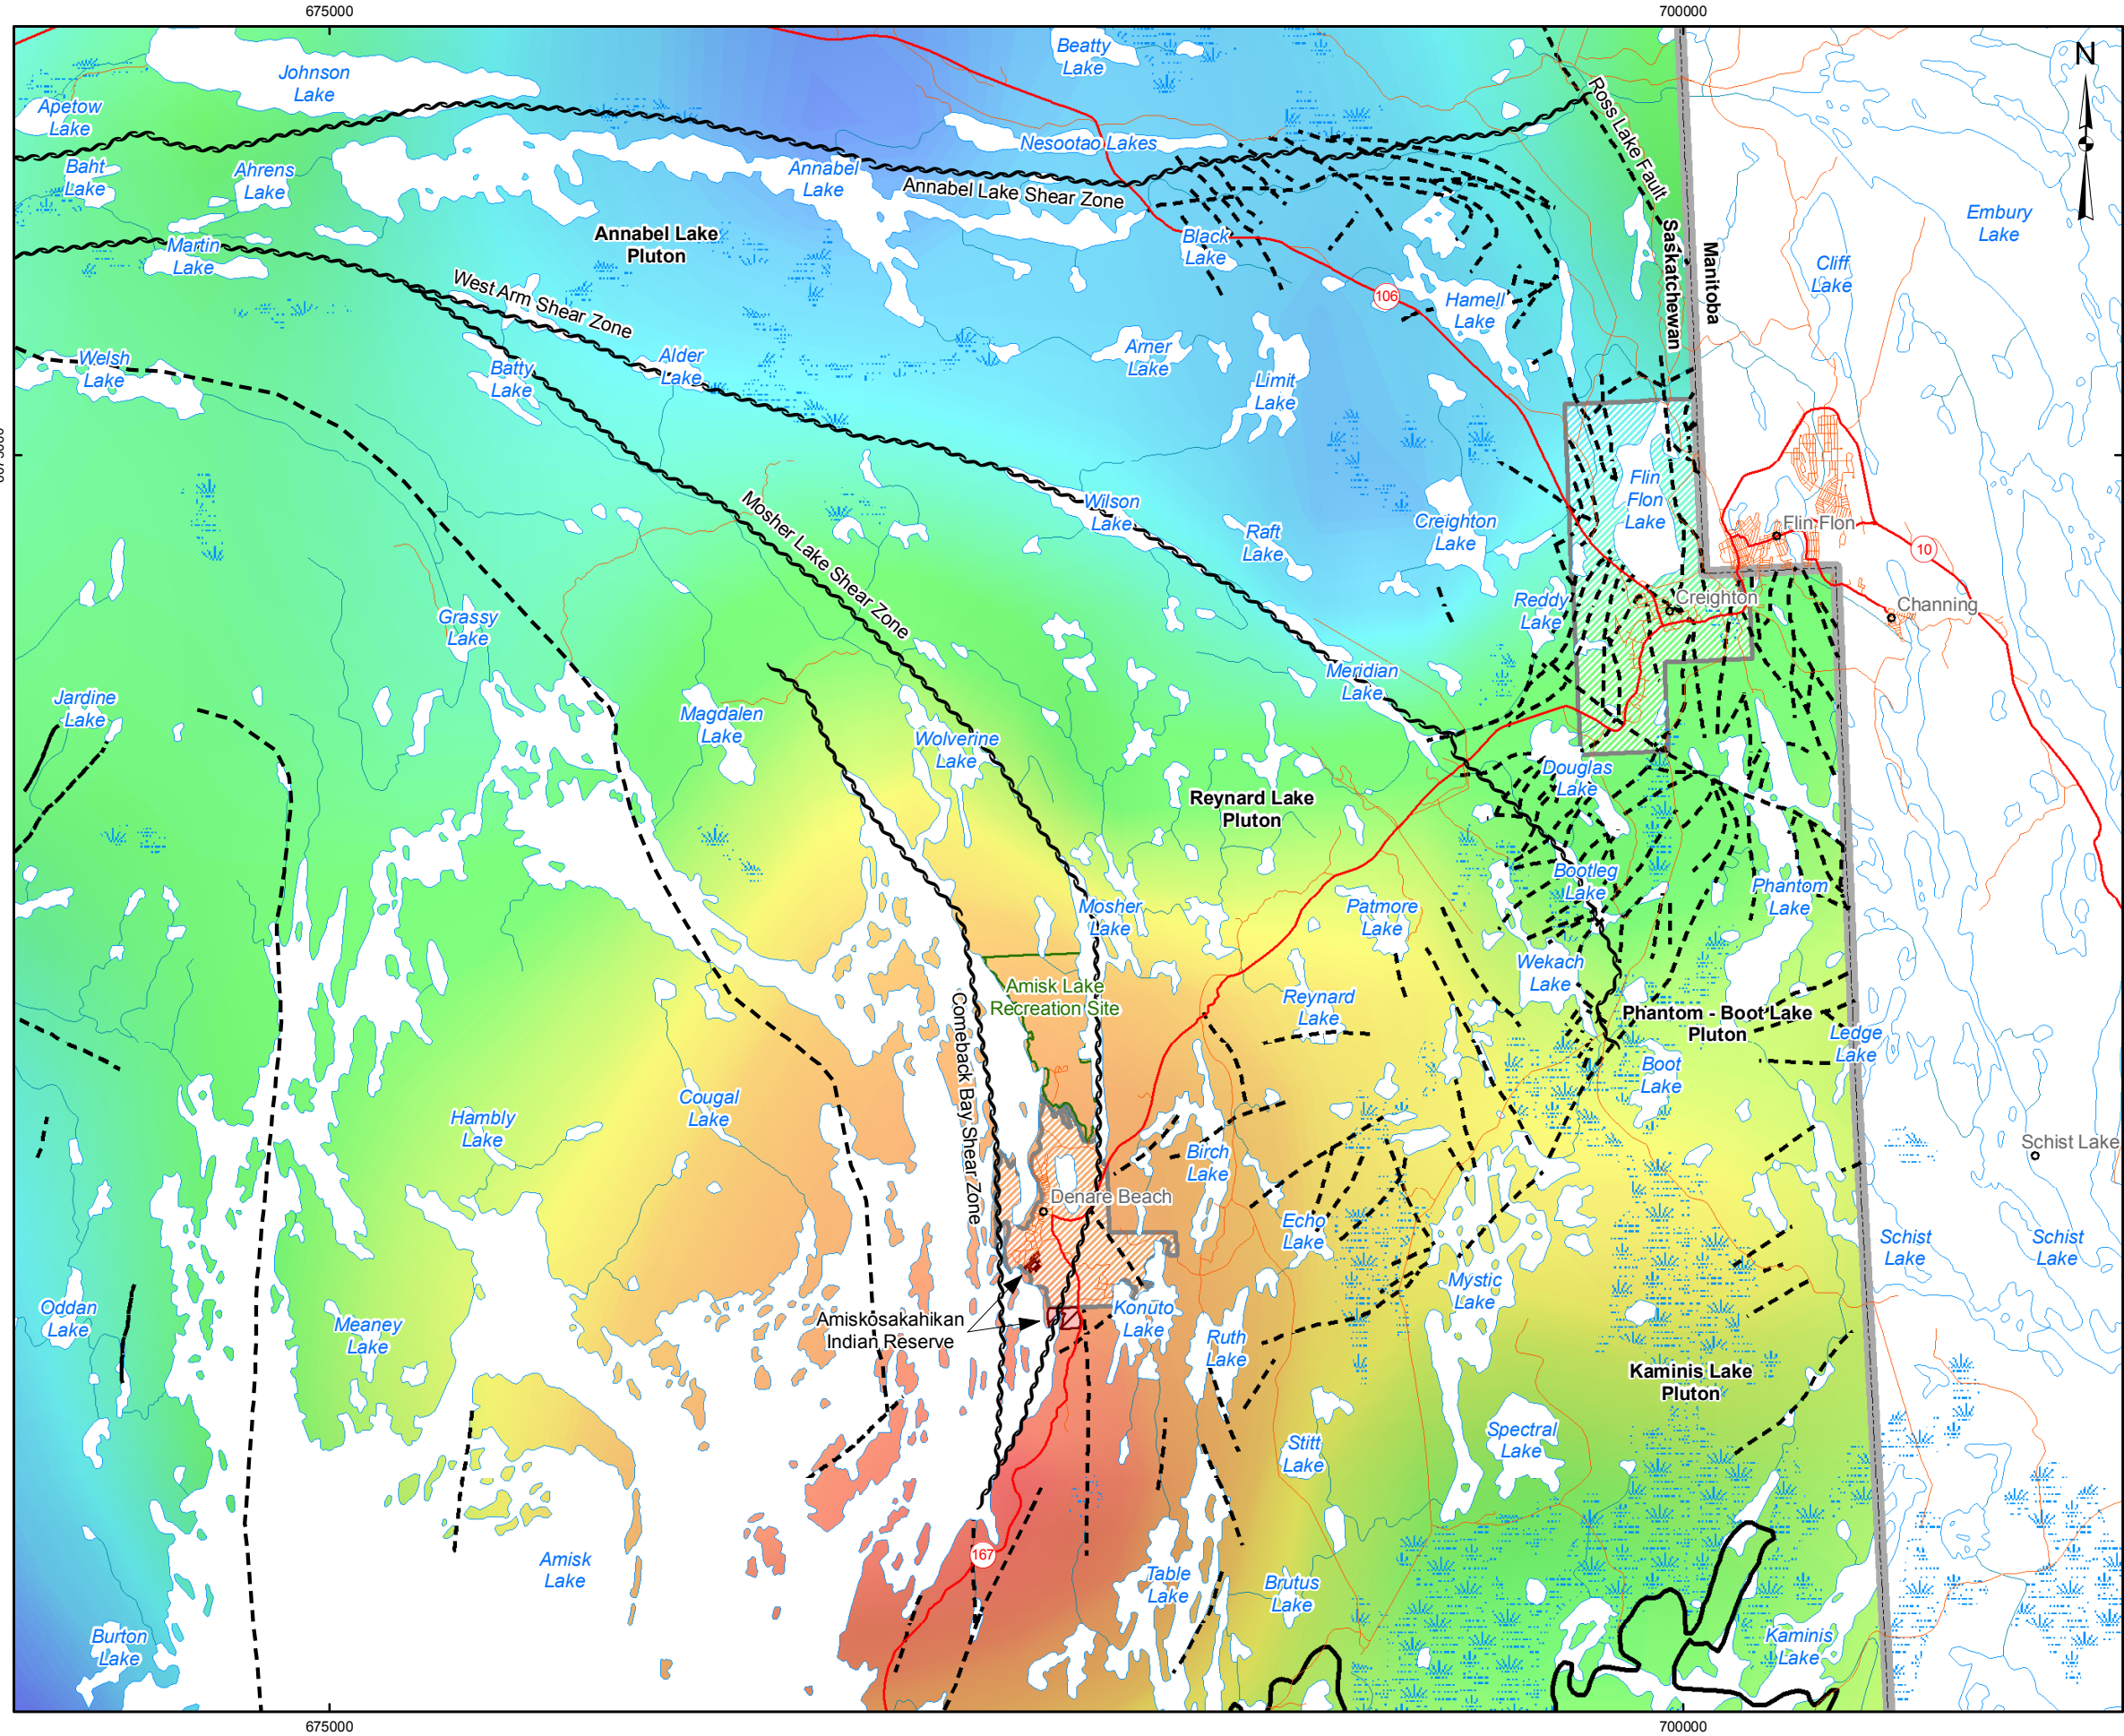 675000
700000
N
Beatty
Lake
Johnson
Lake
Apetow
Lake
Ross Lake Fault
Nesootao Lakes
Baht
Lake
Ahrens
Lake
Annabel
Lake
Annabel Lake Shear Zone
Embury
Lake
Annabel Lake
Pluton
Martin
Lake
Black
Lake
Saskatchewan
Manitoba
Cliff
Lake
West Arm Shear Zone
106
Hamell
Lake
Welsh
Lake
Batty
Lake
Alder
Lake
Arner
Lake
Limit
Lake
Flin
Flon
Lake
Mosher Lake Shear Zone
Wilson
Lake
Raft
Lake
Creighton
Lake
Flin Flon
10
Grassy
Lake
Reddy
Lake
Creighton
Channing
Meridian
Lake
Jardine
Lake
Magdalen
Lake
Wolverine
Lake
Reynard Lake
Pluton
Douglas
Lake
Bootleg
Lake
Phantom
Lake
Mosher
Lake
Patmore
Lake
Wekach
Lake
Amisk Lake
Recreation Site
Reynard
Lake
Phantom - Boot Lake
Pluton
Ledge
Lake
Comeback Bay Shear Zone
Boot
Lake
Cougal
Lake
Hambly
Lake
Birch
Lake
Schist Lake
Denare Beach
Echo
Lake
Schist
Lake
Schist
Lake
Mystic
Lake
Oddan
Lake
Meaney
Lake
Amiskosakahikan
Indian Reserve
Konuto
Lake
Ruth
Lake
Kaminis Lake
Pluton
Stitt
Lake
Spectral
Lake
167
Amisk
Lake
Table
Lake
Brutus
Lake
Burton
Lake
Kaminis
Lake
675000
700000